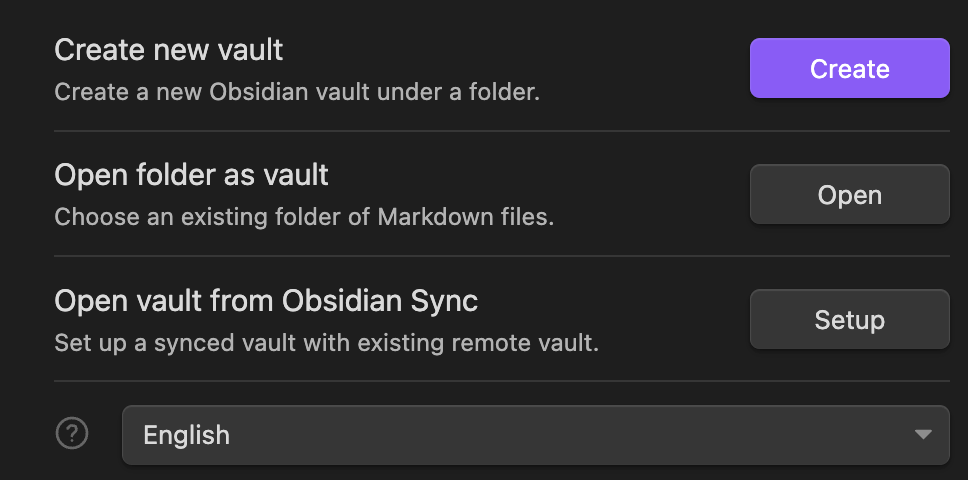 Create new vault
Create a new Obsidian vault under a folder.
Create
Open folder as vault
Choose an existing folder of Markdown files.
Open
Open vault from Obsidian Sync
Set up a synced vault with existing remote vault.
Setup
?
English